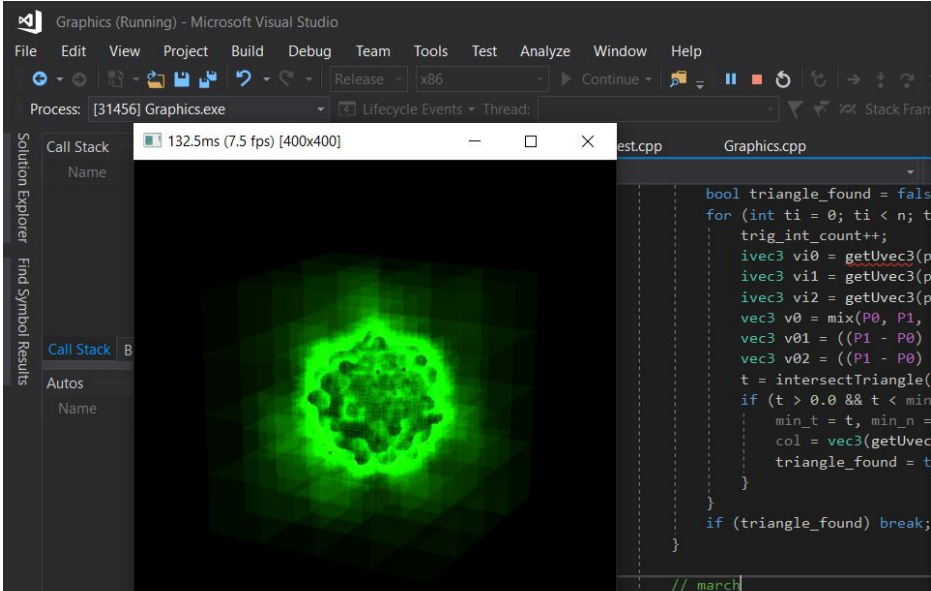 Graphics (Running) - Microsoft Visual Studio
File Edit View Project Build Debug Team Tools Test Analyze Window Help
Release x86 Continue
Process: [31456] Graphics.exe Lifecycle Events Thread: Stack Fram
Solution Explorer
Find Symbol Results
Call Stack
Name
132.5ms (7.5 fps) [400x400]
est.cpp Graphics.cpp
bool triangle_found = fals
for (int ti = 0; ti < n; t
trig_int_count++;
ivec3 vi0 = getUvec3(p
ivec3 vi1 = getUvec3(p
ivec3 vi2 = getUvec3(p
vec3 v0 = mix(P0, P1,
vec3 v01 = ((P1 - P0)
vec3 v02 = ((P1 - P0)
t = intersectTriangle(
if (t > 0.0 && t < min
min_t = t, min_n =
col = vec3(getUvec
triangle_found = t
}
}
if (triangle_found) break;
}
// march
Call Stack B
Autos
Name